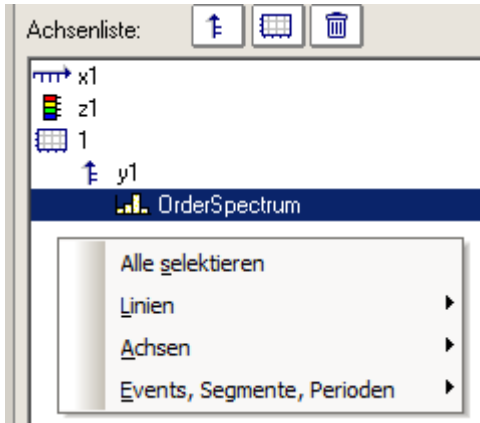 Achsenliste:
x1
z1
1
y1
OrderSpectrum
Alle selektieren
Linien
Achsen
Events, Segmente, Perioden